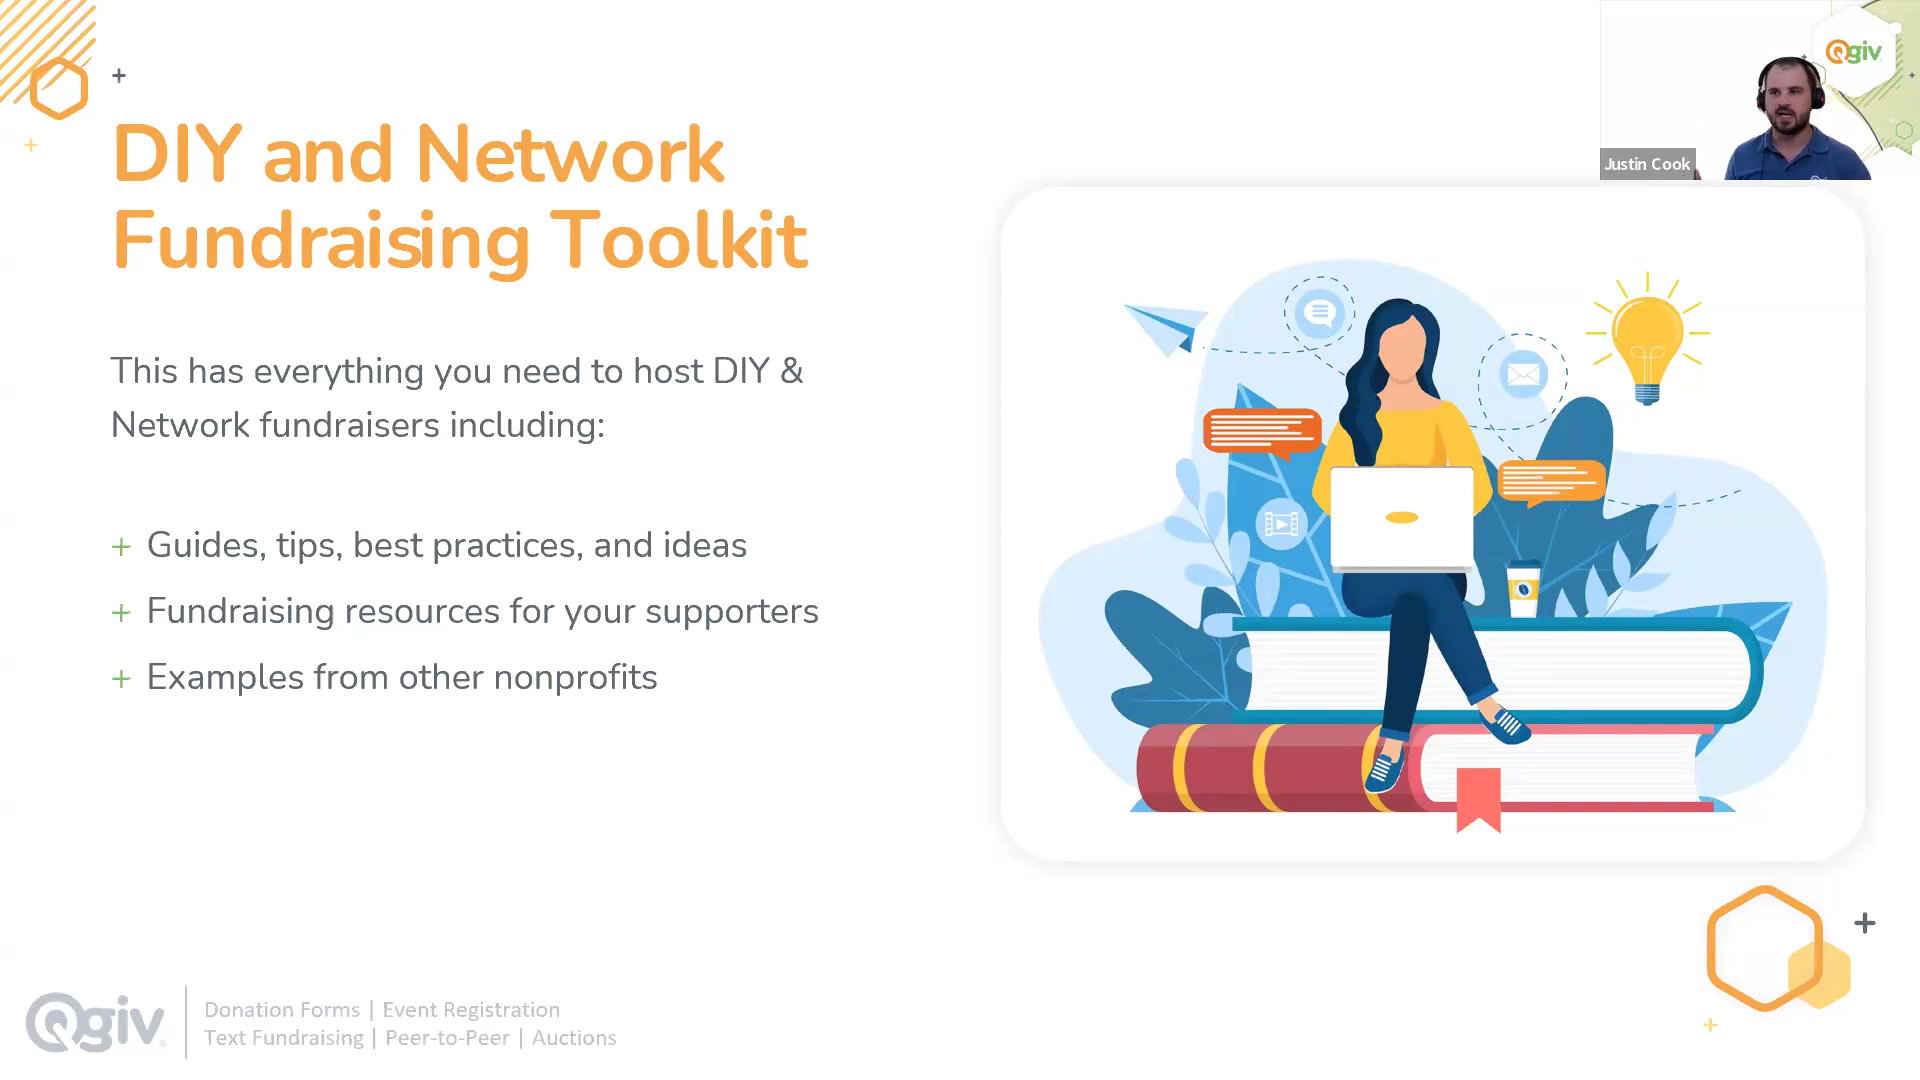 Qgiv
Justin Cook
DIY and Network
Fundraising Toolkit
This has everything you need to host DIY &
Network fundraisers including:
+ Guides, tips, best practices, and ideas
+ Fundraising resources for your supporters
+ Examples from other nonprofits
Qgiv
Donation Forms | Event Registration
Text Fundraising | Peer-to-Peer | Auctions